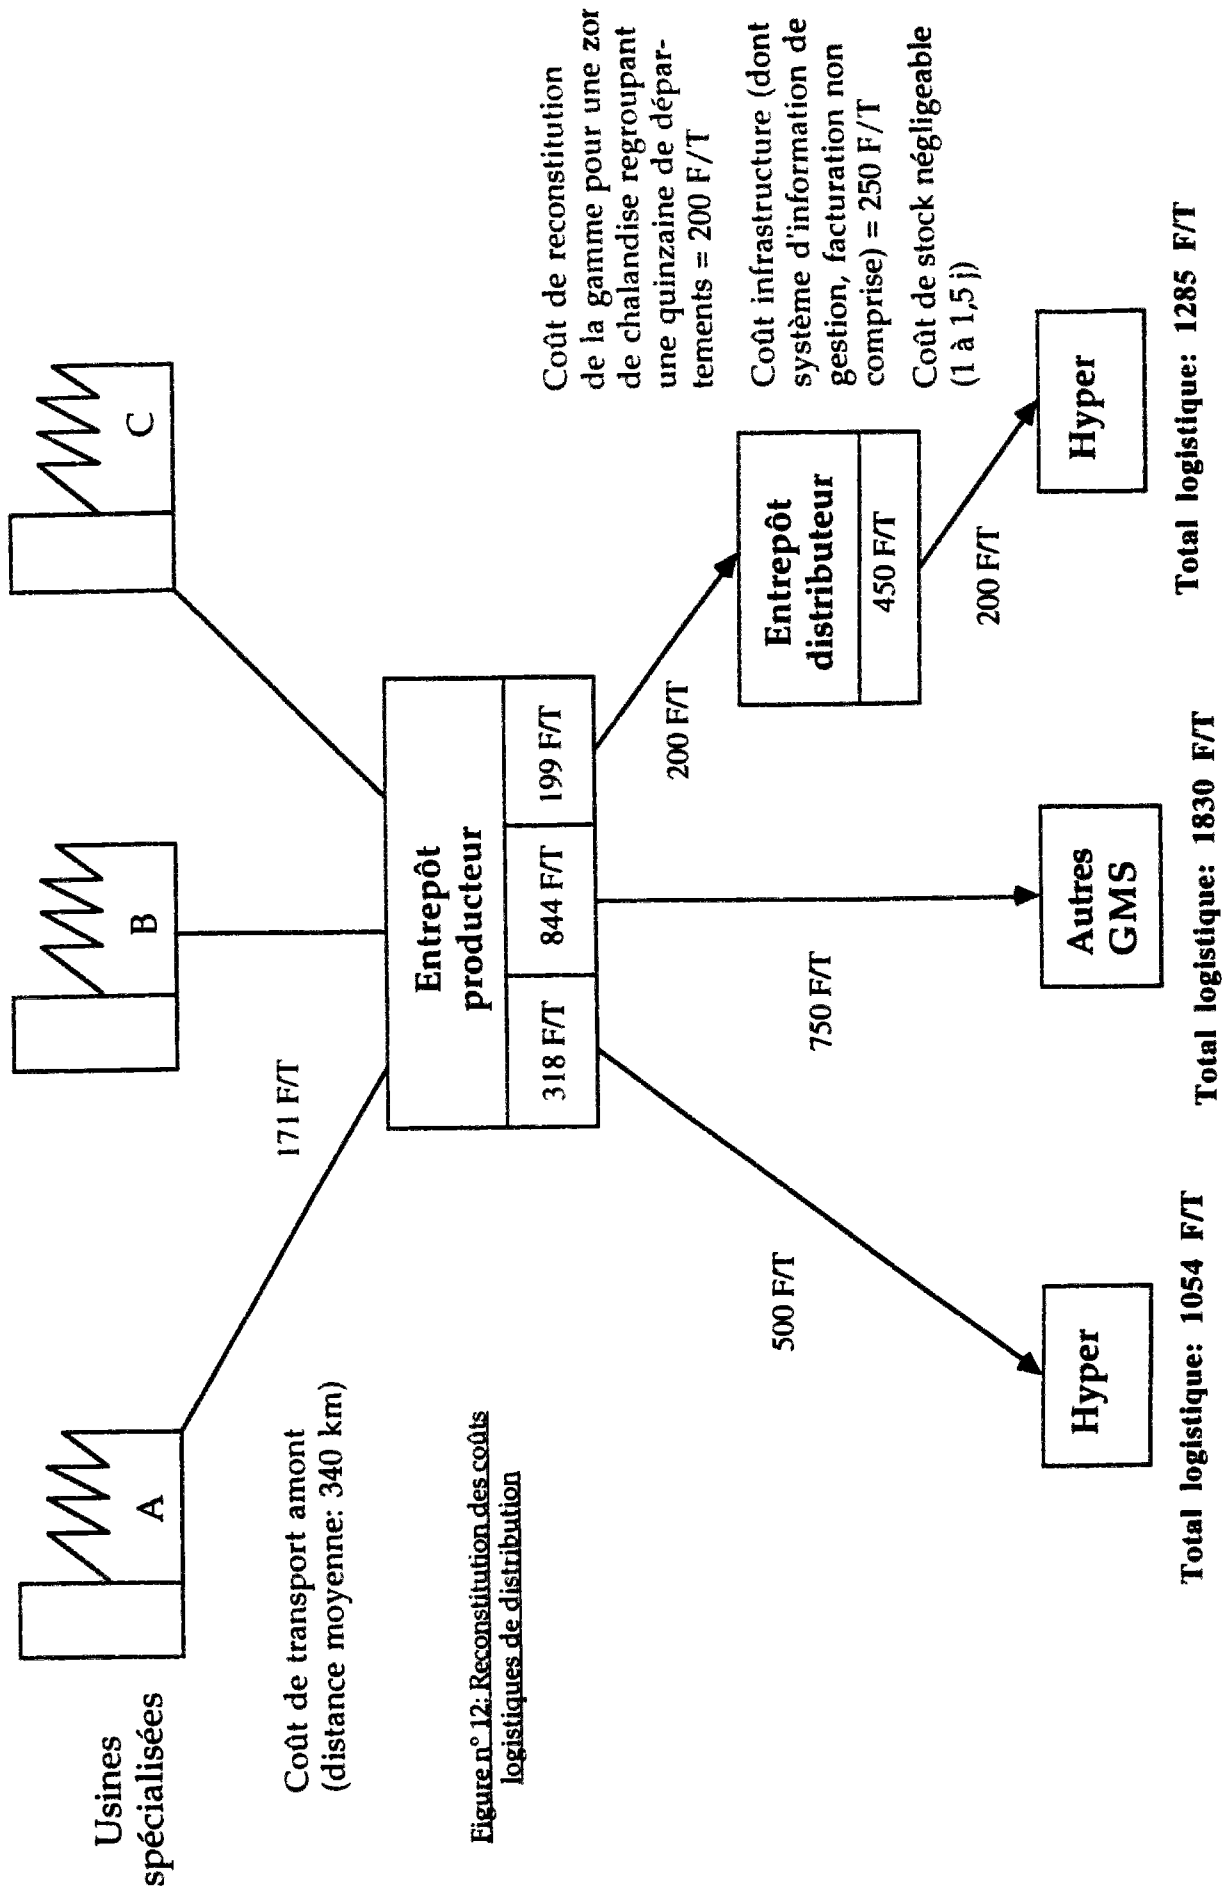 Usines
spécialisées
A
B
C
Coût de transport amont
(distance moyenne: 340 km)
171 F/T
Figure n° 12: Reconstitution des coûts
logistiques de distribution
Entrepôt
producteur
318 F/T
844 F/T
199 F/T
Coût de reconstitution
de la gamme pour une zor
de chalandise regroupant
une quinzaine de dépar-
tements = 200 F/T
200 F/T
Entrepôt
distributeur
450 F/T
Coût infrastructure (dont
système d'information de
gestion, facturation non
comprise) = 250 F/T
Coût de stock négligeable
(1 à 1,5 j)
500 F/T
750 F/T
200 F/T
Hyper
Autres
GMS
Hyper
Total logistique: 1054 F/T
Total logistique: 1830 F/T
Total logistique: 1285 F/T